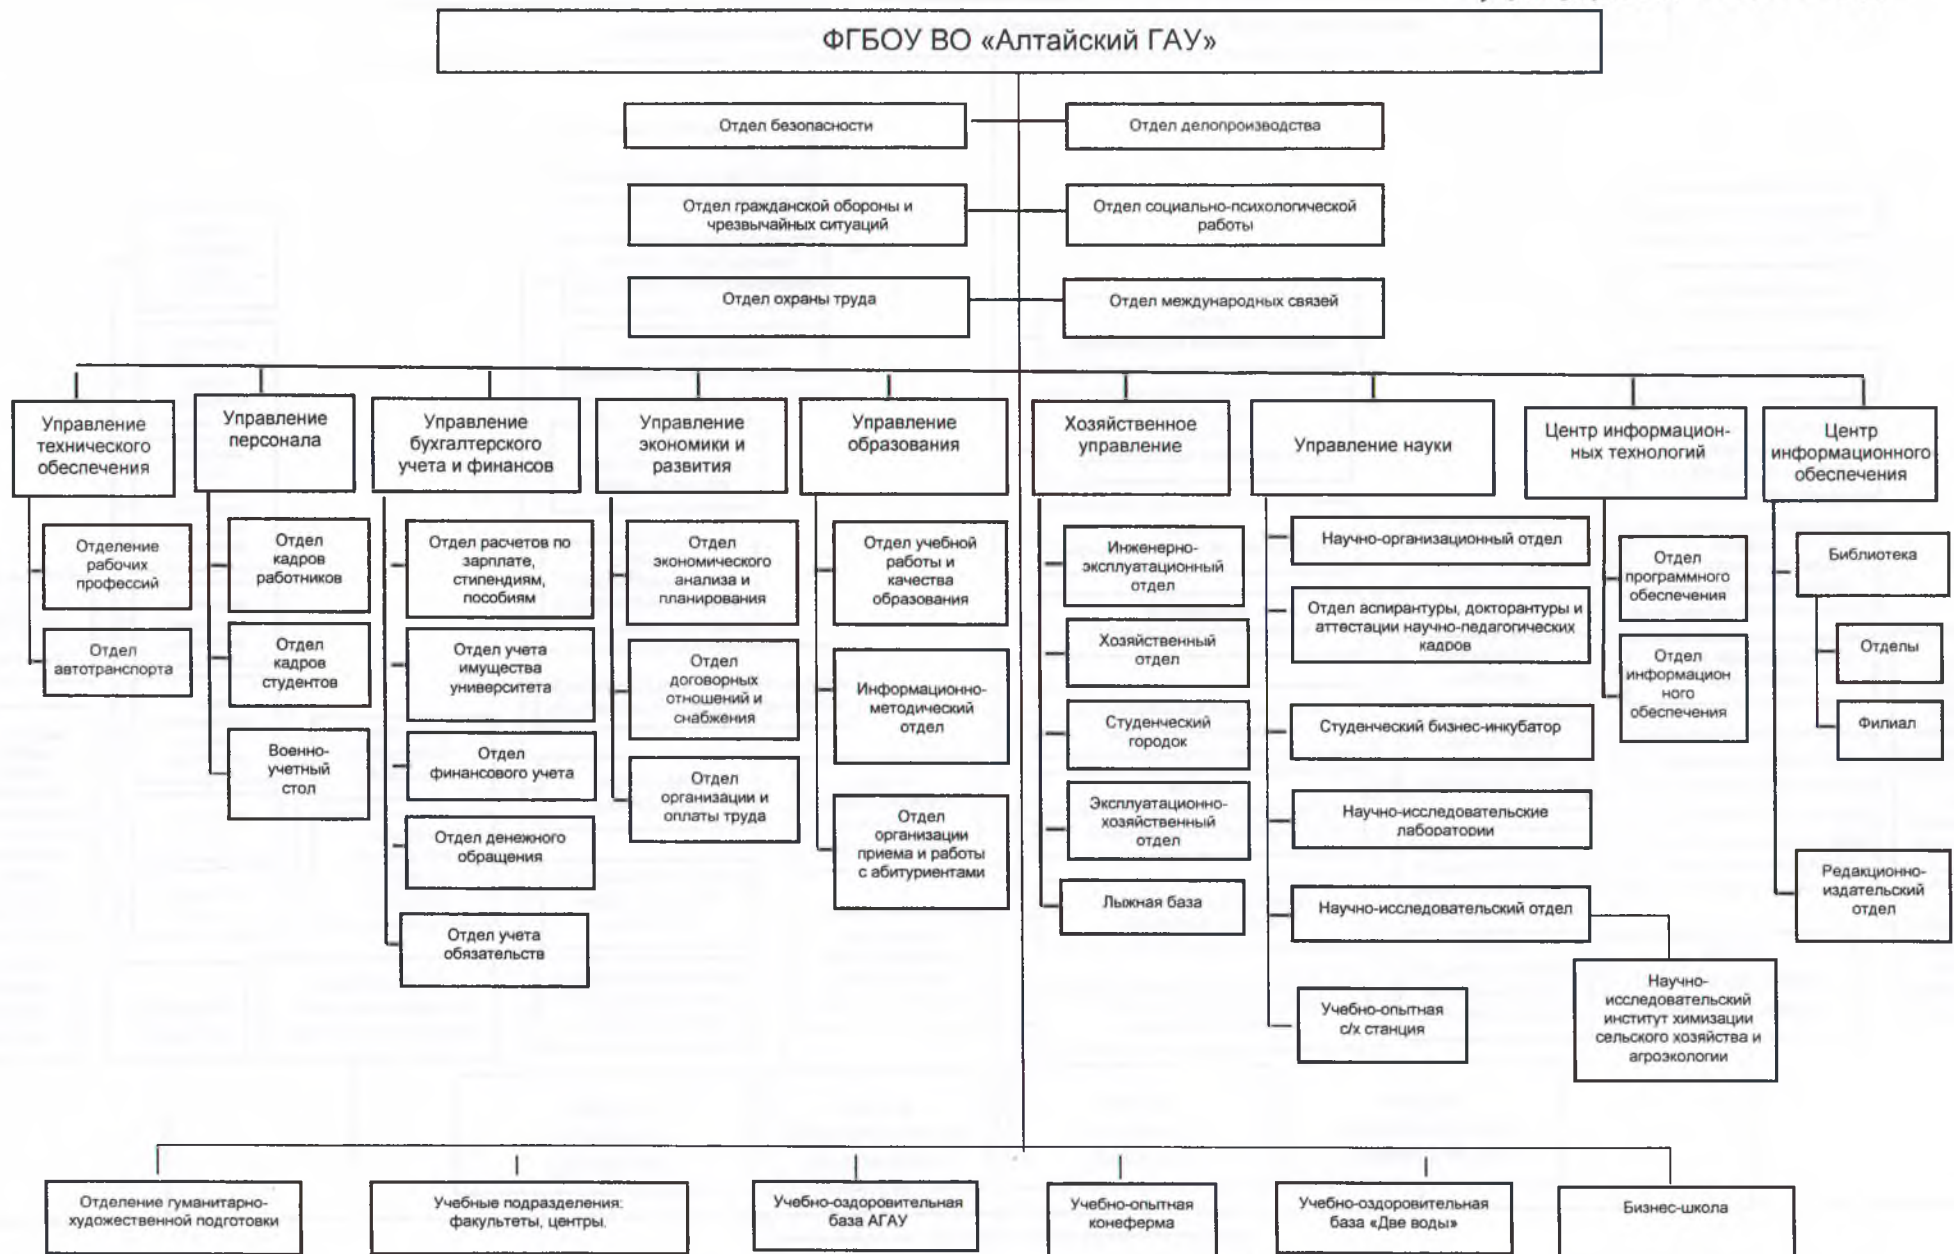 ФГБОУ ВО «Алтайский ГАУ»
Отдел безопасности
Отдел делопроизводства
Отдел гражданской обороны и
чрезвычайных ситуаций
Отдел социально-психологической
работы
Отдел охраны труда
Отдел международных связей
Управление
технического
обеспечения
Управление
персонала
Управление
бухгалтерского
учета и финансов
Управление
экономики и
развития
Управление
образования
Хозяйственное
управление
Управление науки
Центр информацион-
ных технологий
Центр
информационного
обеспечения
Отделение
рабочих
профессий
Отдел
автотранспорта
Отдел
кадров
работников
Отдел
кадров
студентов
Военно-
учетный
стол
Отдел расчетов по
зарплате,
стипендиям,
пособиям
Отдел учета
имущества
университета
Отдел
финансового учета
Отдел денежного
обращения
Отдел учета
обязательств
Отдел
экономического
анализа и
планирования
Отдел
договорных
отношений и
снабжения
Отдел
организации и
оплаты труда
Отдел учебной
работы и
качества
образования
Информационно-
методический
отдел
Отдел
организации
приема и работы
с абитуриентами
Инженерно-
эксплуатационный
отдел
Хозяйственный
отдел
Студенческий
городок
Эксплуатационно-
хозяйственный
отдел
Лыжная база
Научно-организационный отдел
Отдел аспирантуры, докторантуры и
аттестации научно-педагогических
кадров
Студенческий бизнес-инкубатор
Научно-исследовательские
лаборатории
Научно-исследовательский отдел
Учебно-опытная
с/х станция
Научно-
исследовательский
институт химизации
сельского хозяйства и
агроэкологии
Отдел
программного
обеспечения
Отдел
информацион
ного
обеспечения
Библиотека
Отделы
Филиал
Редакционно-
издательский
отдел
Отделение гуманитарно-
художественной подготовки
Учебные подразделения:
факультеты, центры.
Учебно-оздоровительная
база АГАУ
Учебно-опытная
конеферма
Учебно-оздоровительная
база «Две воды»
Бизнес-школа